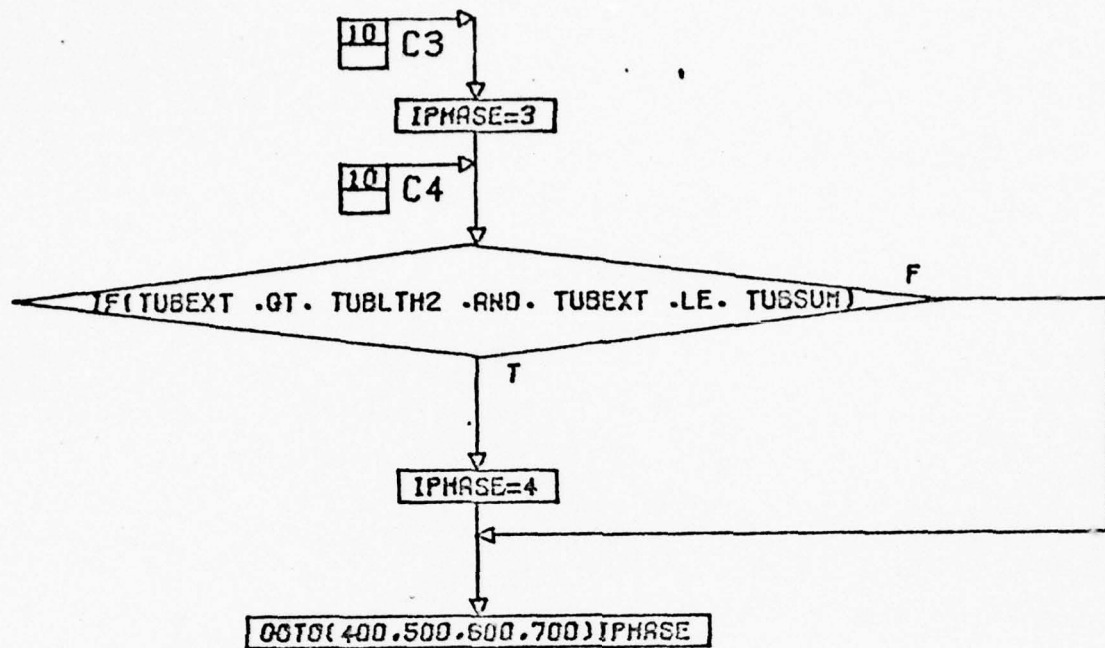 10 C3
IPHASE=3
10 C4
F
IF(TUBEXT .GT. TUBLTH2 .AND. TUBEXT .LE. TUBSUM)
T
IPHASE=4
GOTO(400,500,600,700)IPHASE